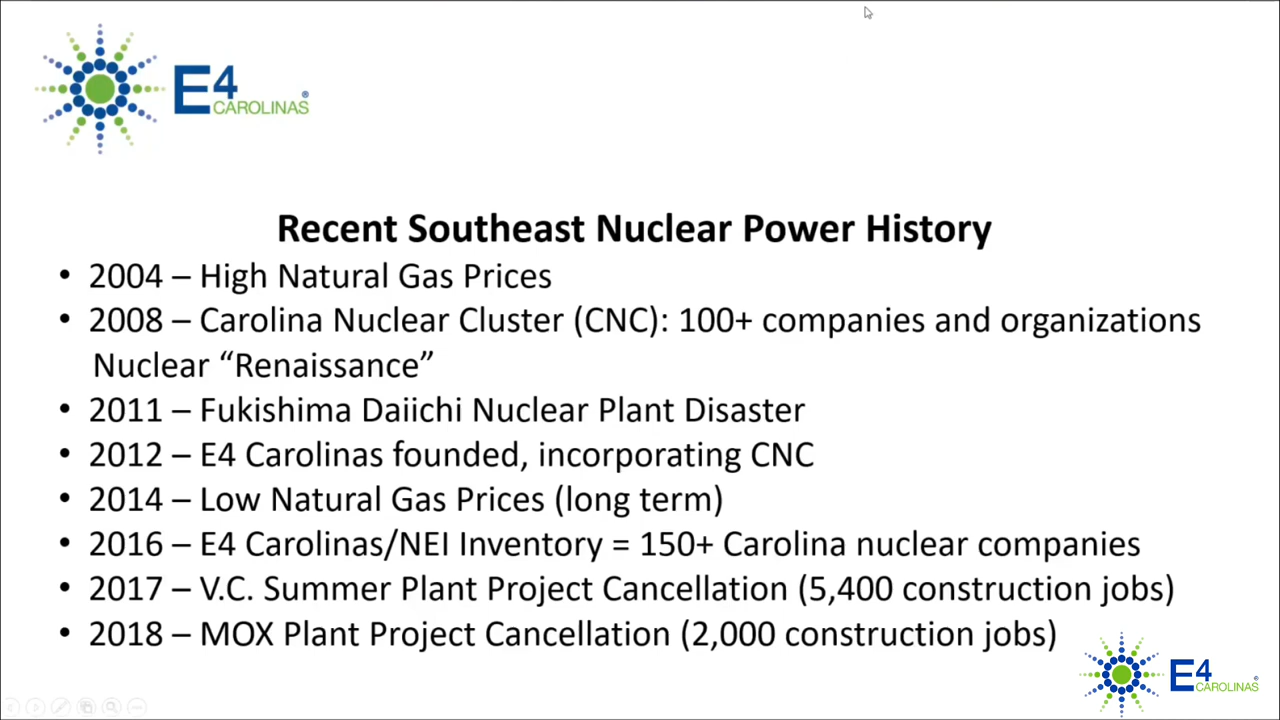 E4
CAROLINAS®
Recent Southeast Nuclear Power History
• 2004 – High Natural Gas Prices
• 2008 – Carolina Nuclear Cluster (CNC): 100+ companies and organizations
Nuclear “Renaissance”
• 2011 – Fukishima Daiichi Nuclear Plant Disaster
• 2012 – E4 Carolinas founded, incorporating CNC
• 2014 – Low Natural Gas Prices (long term)
• 2016 – E4 Carolinas/NEI Inventory = 150+ Carolina nuclear companies
• 2017 – V.C. Summer Plant Project Cancellation (5,400 construction jobs)
• 2018 – MOX Plant Project Cancellation (2,000 construction jobs)
E4
CAROLINAS®